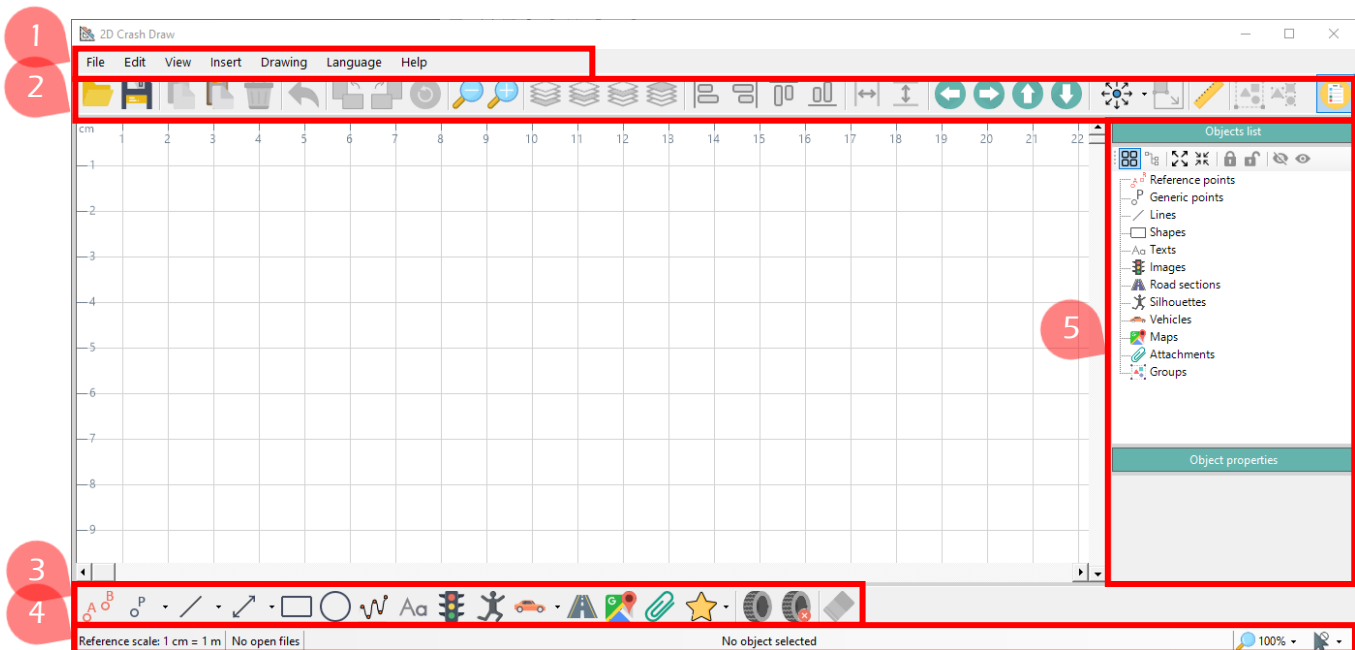 1
2D Crash Draw
File Edit View Insert Drawing Language Help
2
cm 1 2 3 4 5 6 7 8 9 10 11 12 13 14 15 16 17 18 19 20 21 22
1
2
3
4
5
6
7
8
9
Objects list
Reference points
P Generic points
Lines
Shapes
Aa Texts
Images
Road sections
Silhouettes
Vehicles
Maps
Attachments
Groups
5
Object properties
3
A B P Aa
4
Reference scale: 1 cm = 1 m No open files No object selected 100%